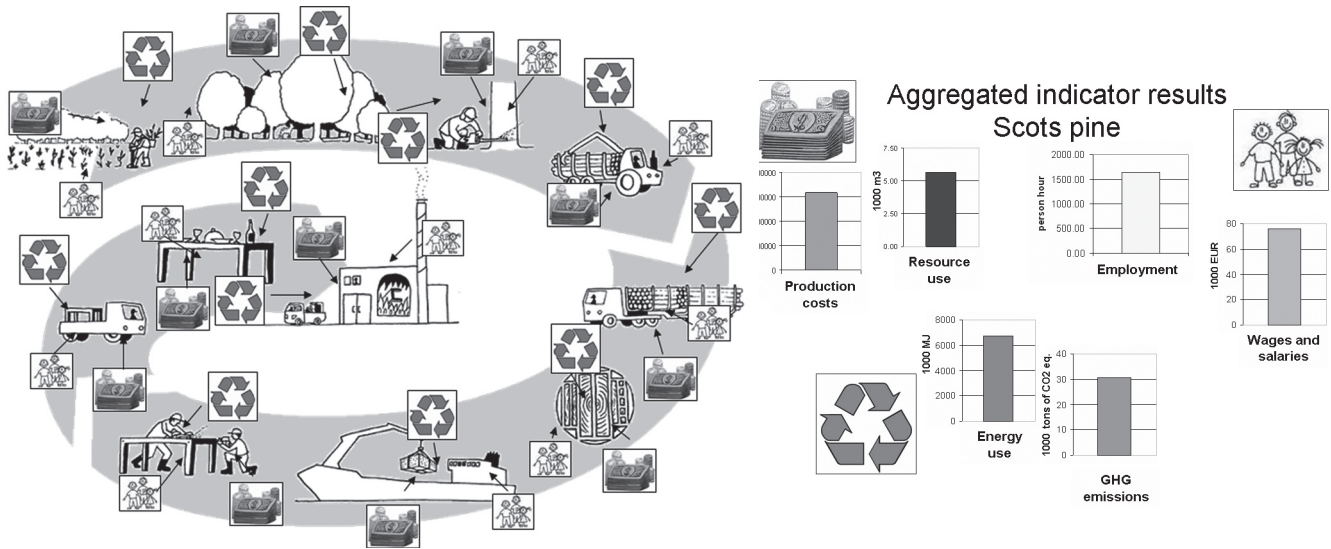 Aggregated indicator results
Scots pine
0
Production
costs
1000 m3
7.50
5.00
2.50
0.00
Resource
use
person hour
2000.00
1500.00
1000.00
500.00
0.00
Employment
1000 EUR
80
60
40
20
0
Wages and
salaries
1000 MJ
8000
6000
4000
2000
0
Energy
use
1000 tons of CO2 eq.
40
30
20
10
0
GHG
emissions